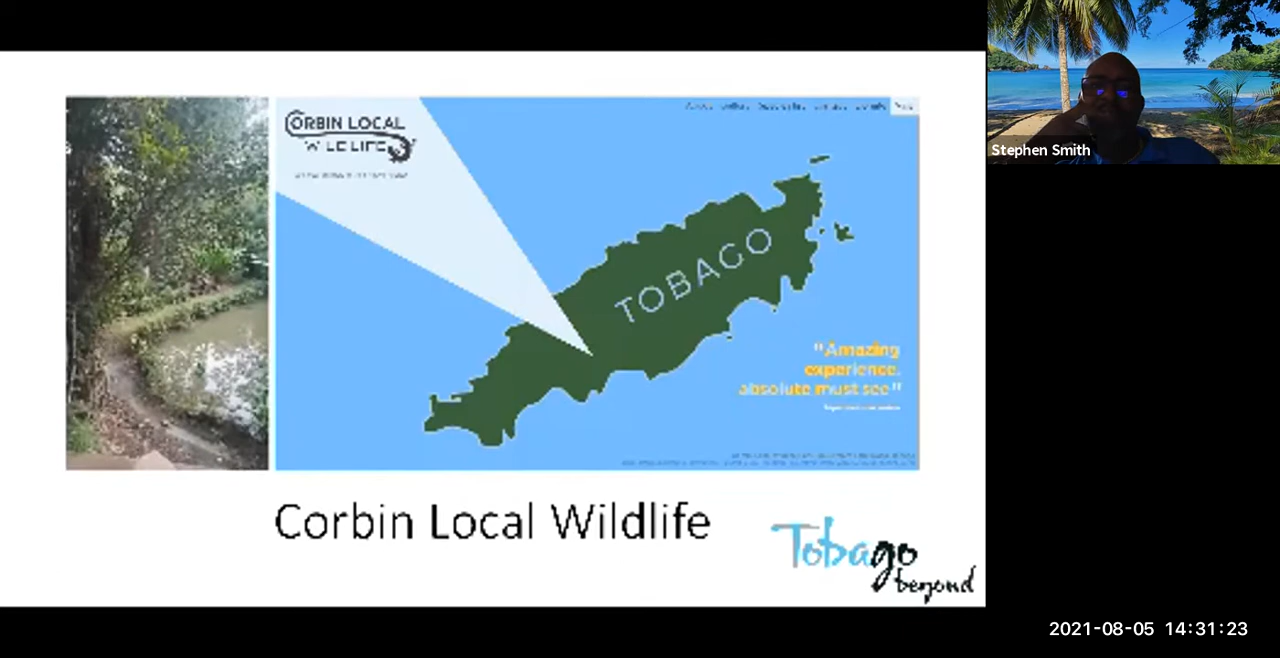 Stephen Smith
CORBIN LOCAL
WILDLIFE
TOBAGO
"Amazing
experience.
absolute must see"
Corbin Local Wildlife
Tobago
beyond
2021-08-05 14:31:23